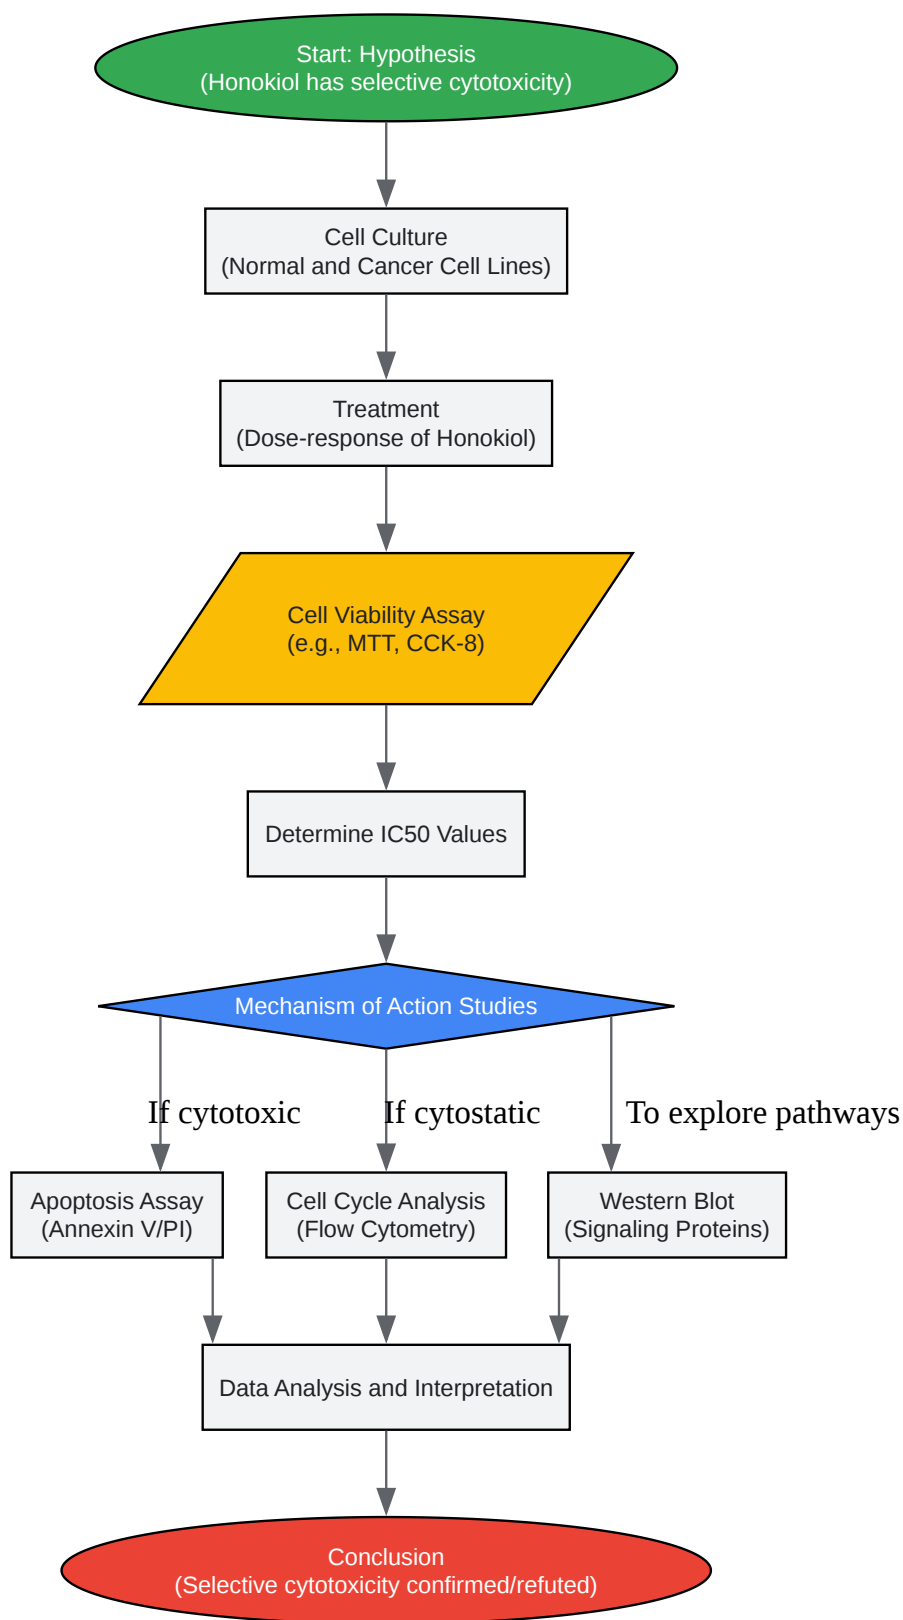 Start: Hypothesis
(Honokiol has selective cytotoxicity)
Cell Culture
(Normal and Cancer Cell Lines)
Treatment
(Dose-response of Honokiol)
Cell Viability Assay
(e.g., MTT, CCK-8)
Determine IC50 Values
Mechanism of Action Studies
If cytotoxic
If cytostatic
To explore pathways
Apoptosis Assay
(Annexin V/PI)
Cell Cycle Analysis
(Flow Cytometry)
Western Blot
(Signaling Proteins)
Data Analysis and Interpretation
Conclusion
(Selective cytotoxicity confirmed/refuted)